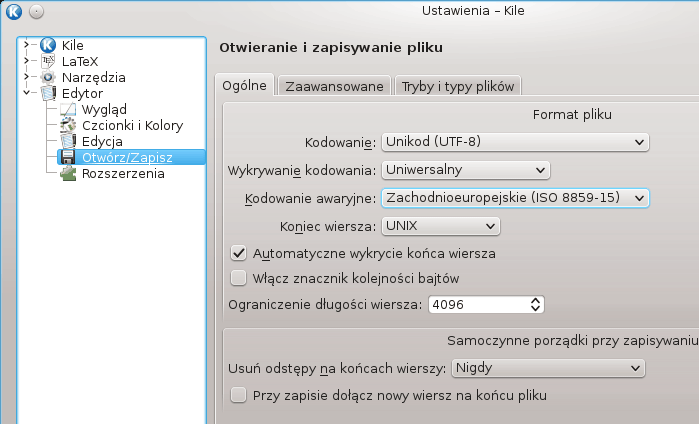 Ustawienia – Kile
Kile
LaTeX
Narzędzia
Edytor
Wygląd
Czcionki i Kolory
Edycja
Otwórz/Zapisz
Rozszerzenia
Otwieranie i zapisywanie pliku
Ogólne
Zaawansowane
Tryby i typy plików
Format pliku
Kodowanie: Unikod (UTF-8)
Wykrywanie kodowania: Uniwersalny
Kodowanie awaryjne: Zachodnioeuropejskie (ISO 8859-15)
Koniec wiersza: UNIX
Automatyczne wykrycie końca wiersza
Włącz znacznik kolejności bajtów
Ograniczenie długości wiersza: 4096
Samoczynne porządki przy zapisywaniu
Usuń odstępy na końcach wierszy: Nigdy
Przy zapisie dołącz nowy wiersz na końcu pliku